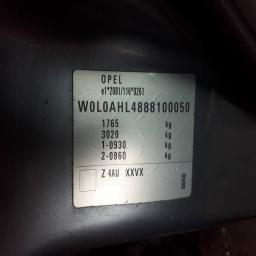 OPEL
e1*2001/116*0261
W0L0AHL4888100050
1765 kg
3020 kg
1-0930 kg
2-0860 kg
Z 4AU XXVX